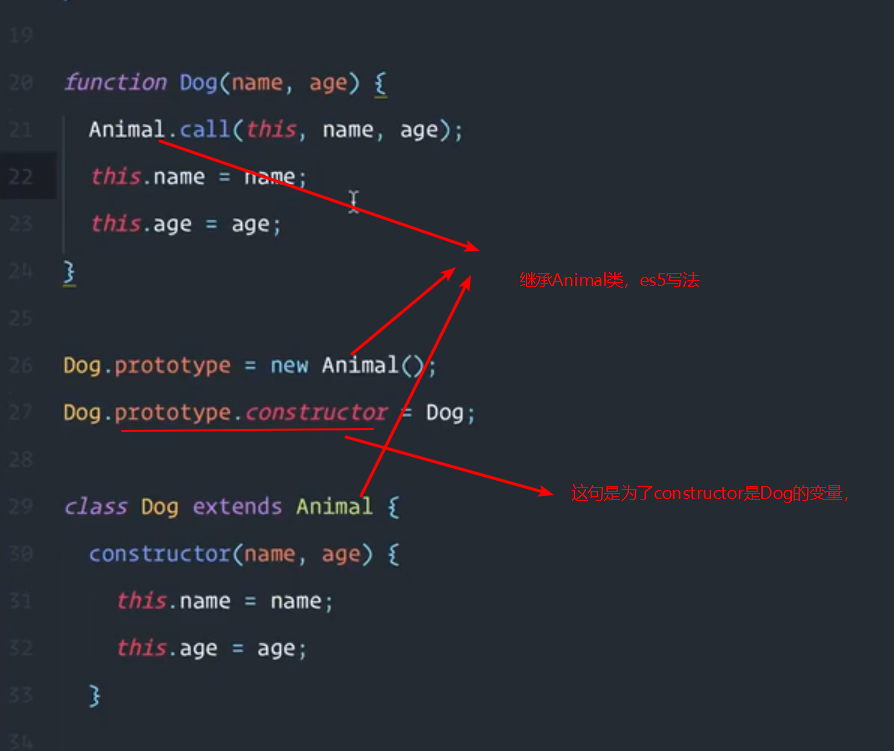 19
20 function Dog(name, age) {
21 Animal.call(this, name, age);
22 this.name = name;
23 this.age = age;
24 }
继承Animal类，es5写法
25
26 Dog.prototype = new Animal();
27 Dog.prototype.constructor = Dog;
28
这句是为了constructor是Dog的变量，
29 class Dog extends Animal {
30 constructor(name, age) {
31 this.name = name;
32 this.age = age;
33 }
34